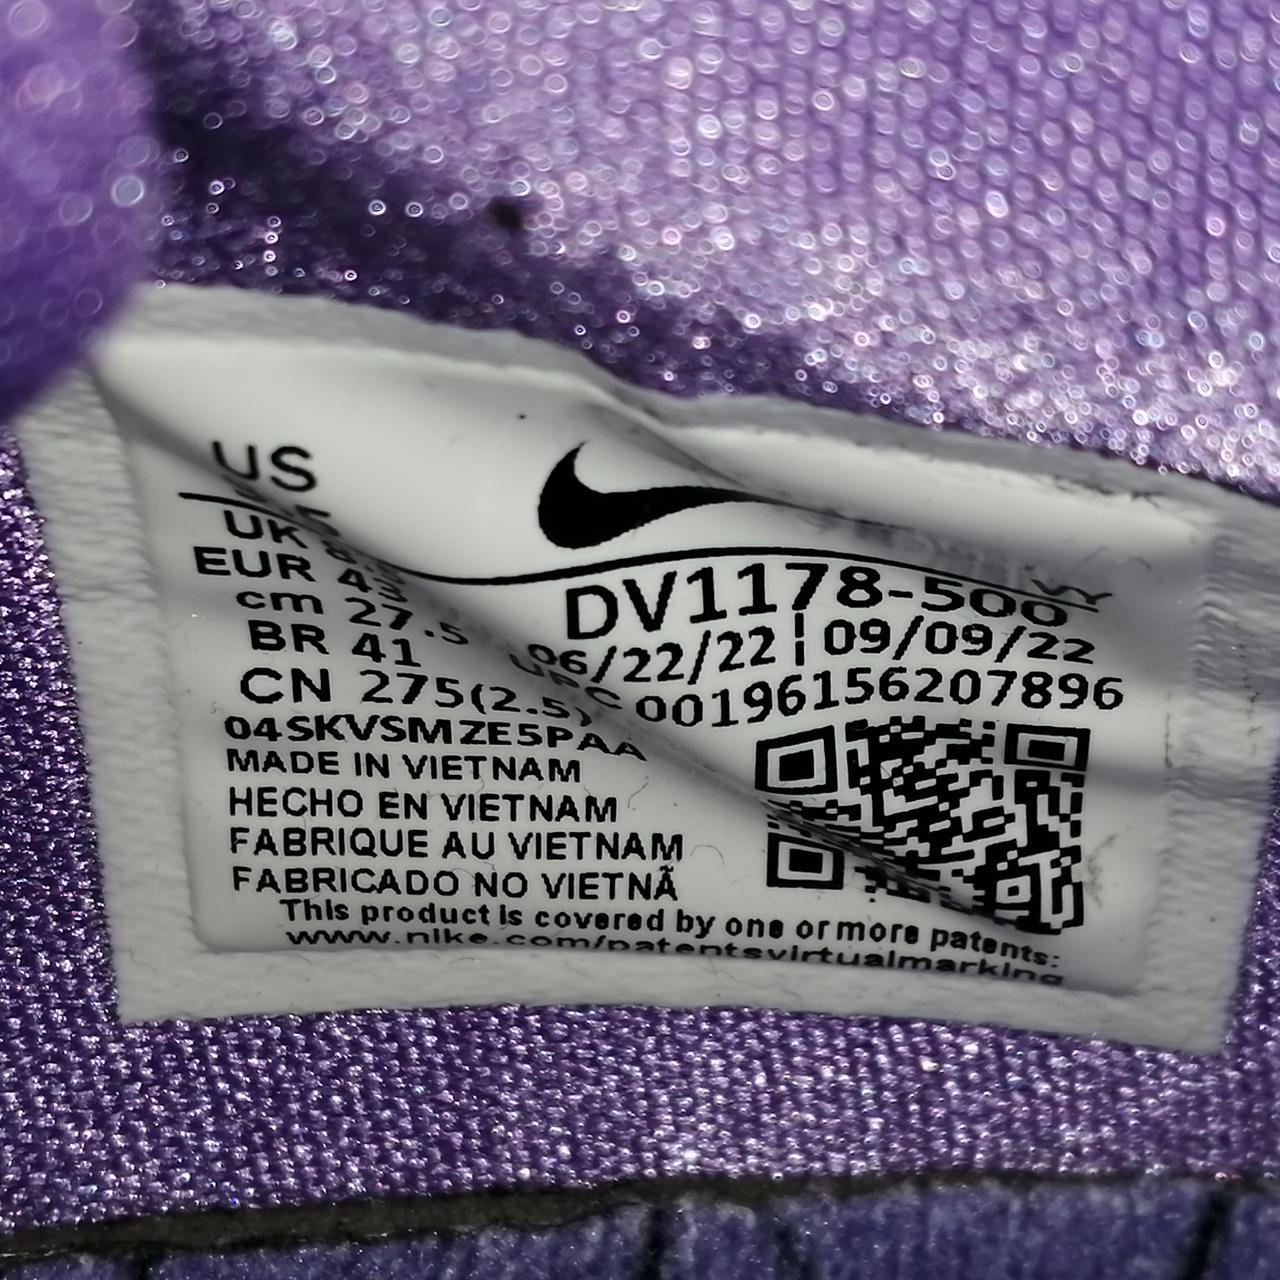 US
VY
UK
EUR 43
DV1178-500
cm 27.5
06/22/22 | 09/09/22
BR 41
UPC 00196156207896
CN 275(2.5)
04SKVSMZE5PAA
MADE IN VIETNAM
HECHO EN VIETNAM
FABRIQUE AU VIETNAM
FABRICADO NO VIETNÃ
This product is covered by one or more patents:
www.nike.com/patentsvirtualmarking